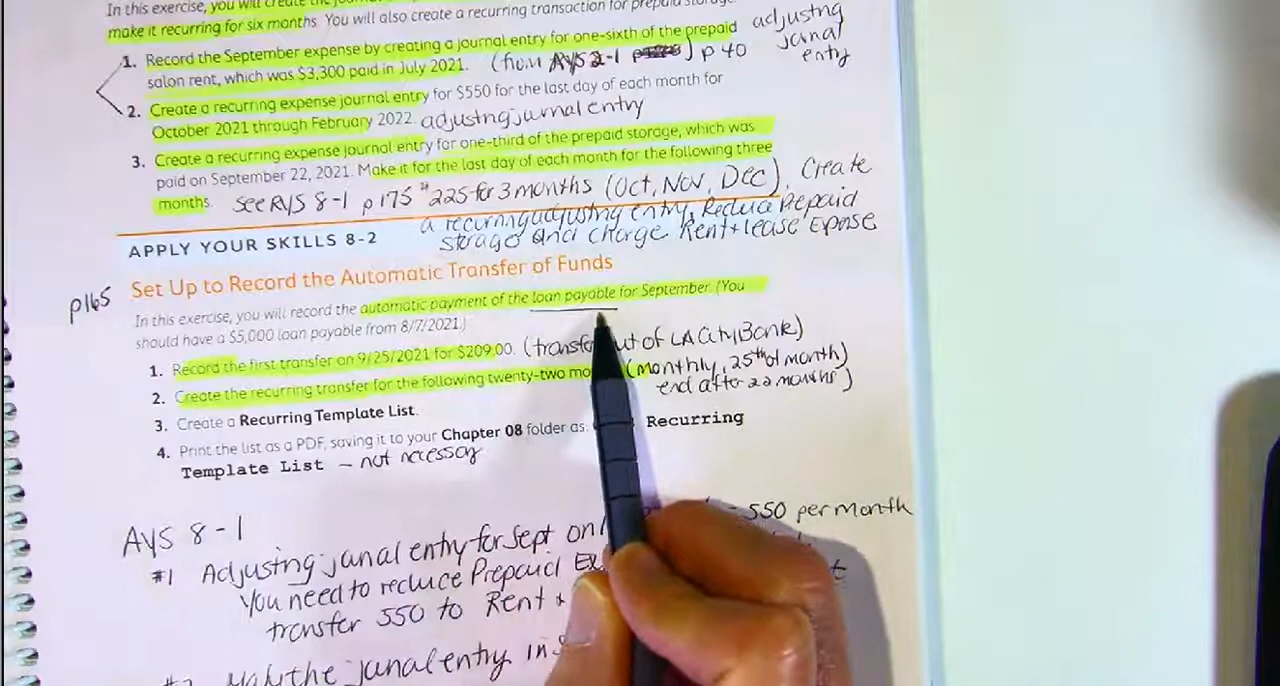 In this exercise, you will create the
make it recurring for six months. You will also create a recurring transaction for prepaid storage.
1. Record the September expense by creating a journal entry for one-sixth of the prepaid
salon rent, which was $3,300 paid in July 2021. (from AYS 2-1 ) p 40
adjustng
janal
entry
2. Create a recurring expense journal entry for $550 for the last day of each month for
October 2021 through February 2022. adjustng jurnal entry
3. Create a recurring expense journal entry for one-third of the prepaid storage, which was
paid on September 22, 2021. Make it for the last day of each month for the following three
months. see AYS 8-1 p175 $225 for 3 months (Oct, Nov, Dec). Create
a recurring adjusting entry, Reduce Prepaid
storage and charge Rent + lease Expense
APPLY YOUR SKILLS 8-2
p165 Set Up to Record the Automatic Transfer of Funds
In this exercise, you will record the automatic payment of the loan payable for September. (You
should have a $5,000 loan payable from 8/7/2021.)
1. Record the first transfer on 9/25/2021 for $209.00. (transfe ut of LA City Bank)
2. Create the recurring transfer for the following twenty-two mo (monthly, 25th of month)
end after 22 months)
3. Create a Recurring Template List.
4. Print the list as a PDF, saving it to your Chapter 08 folder as: Recurring
Template List - not necessary
AYS 8-1
#1 Adjusting janal entry for Sept onl - 550 per month
You need to reduce Prepaid Ex
transfer 550 to Rent +
the janal entry in